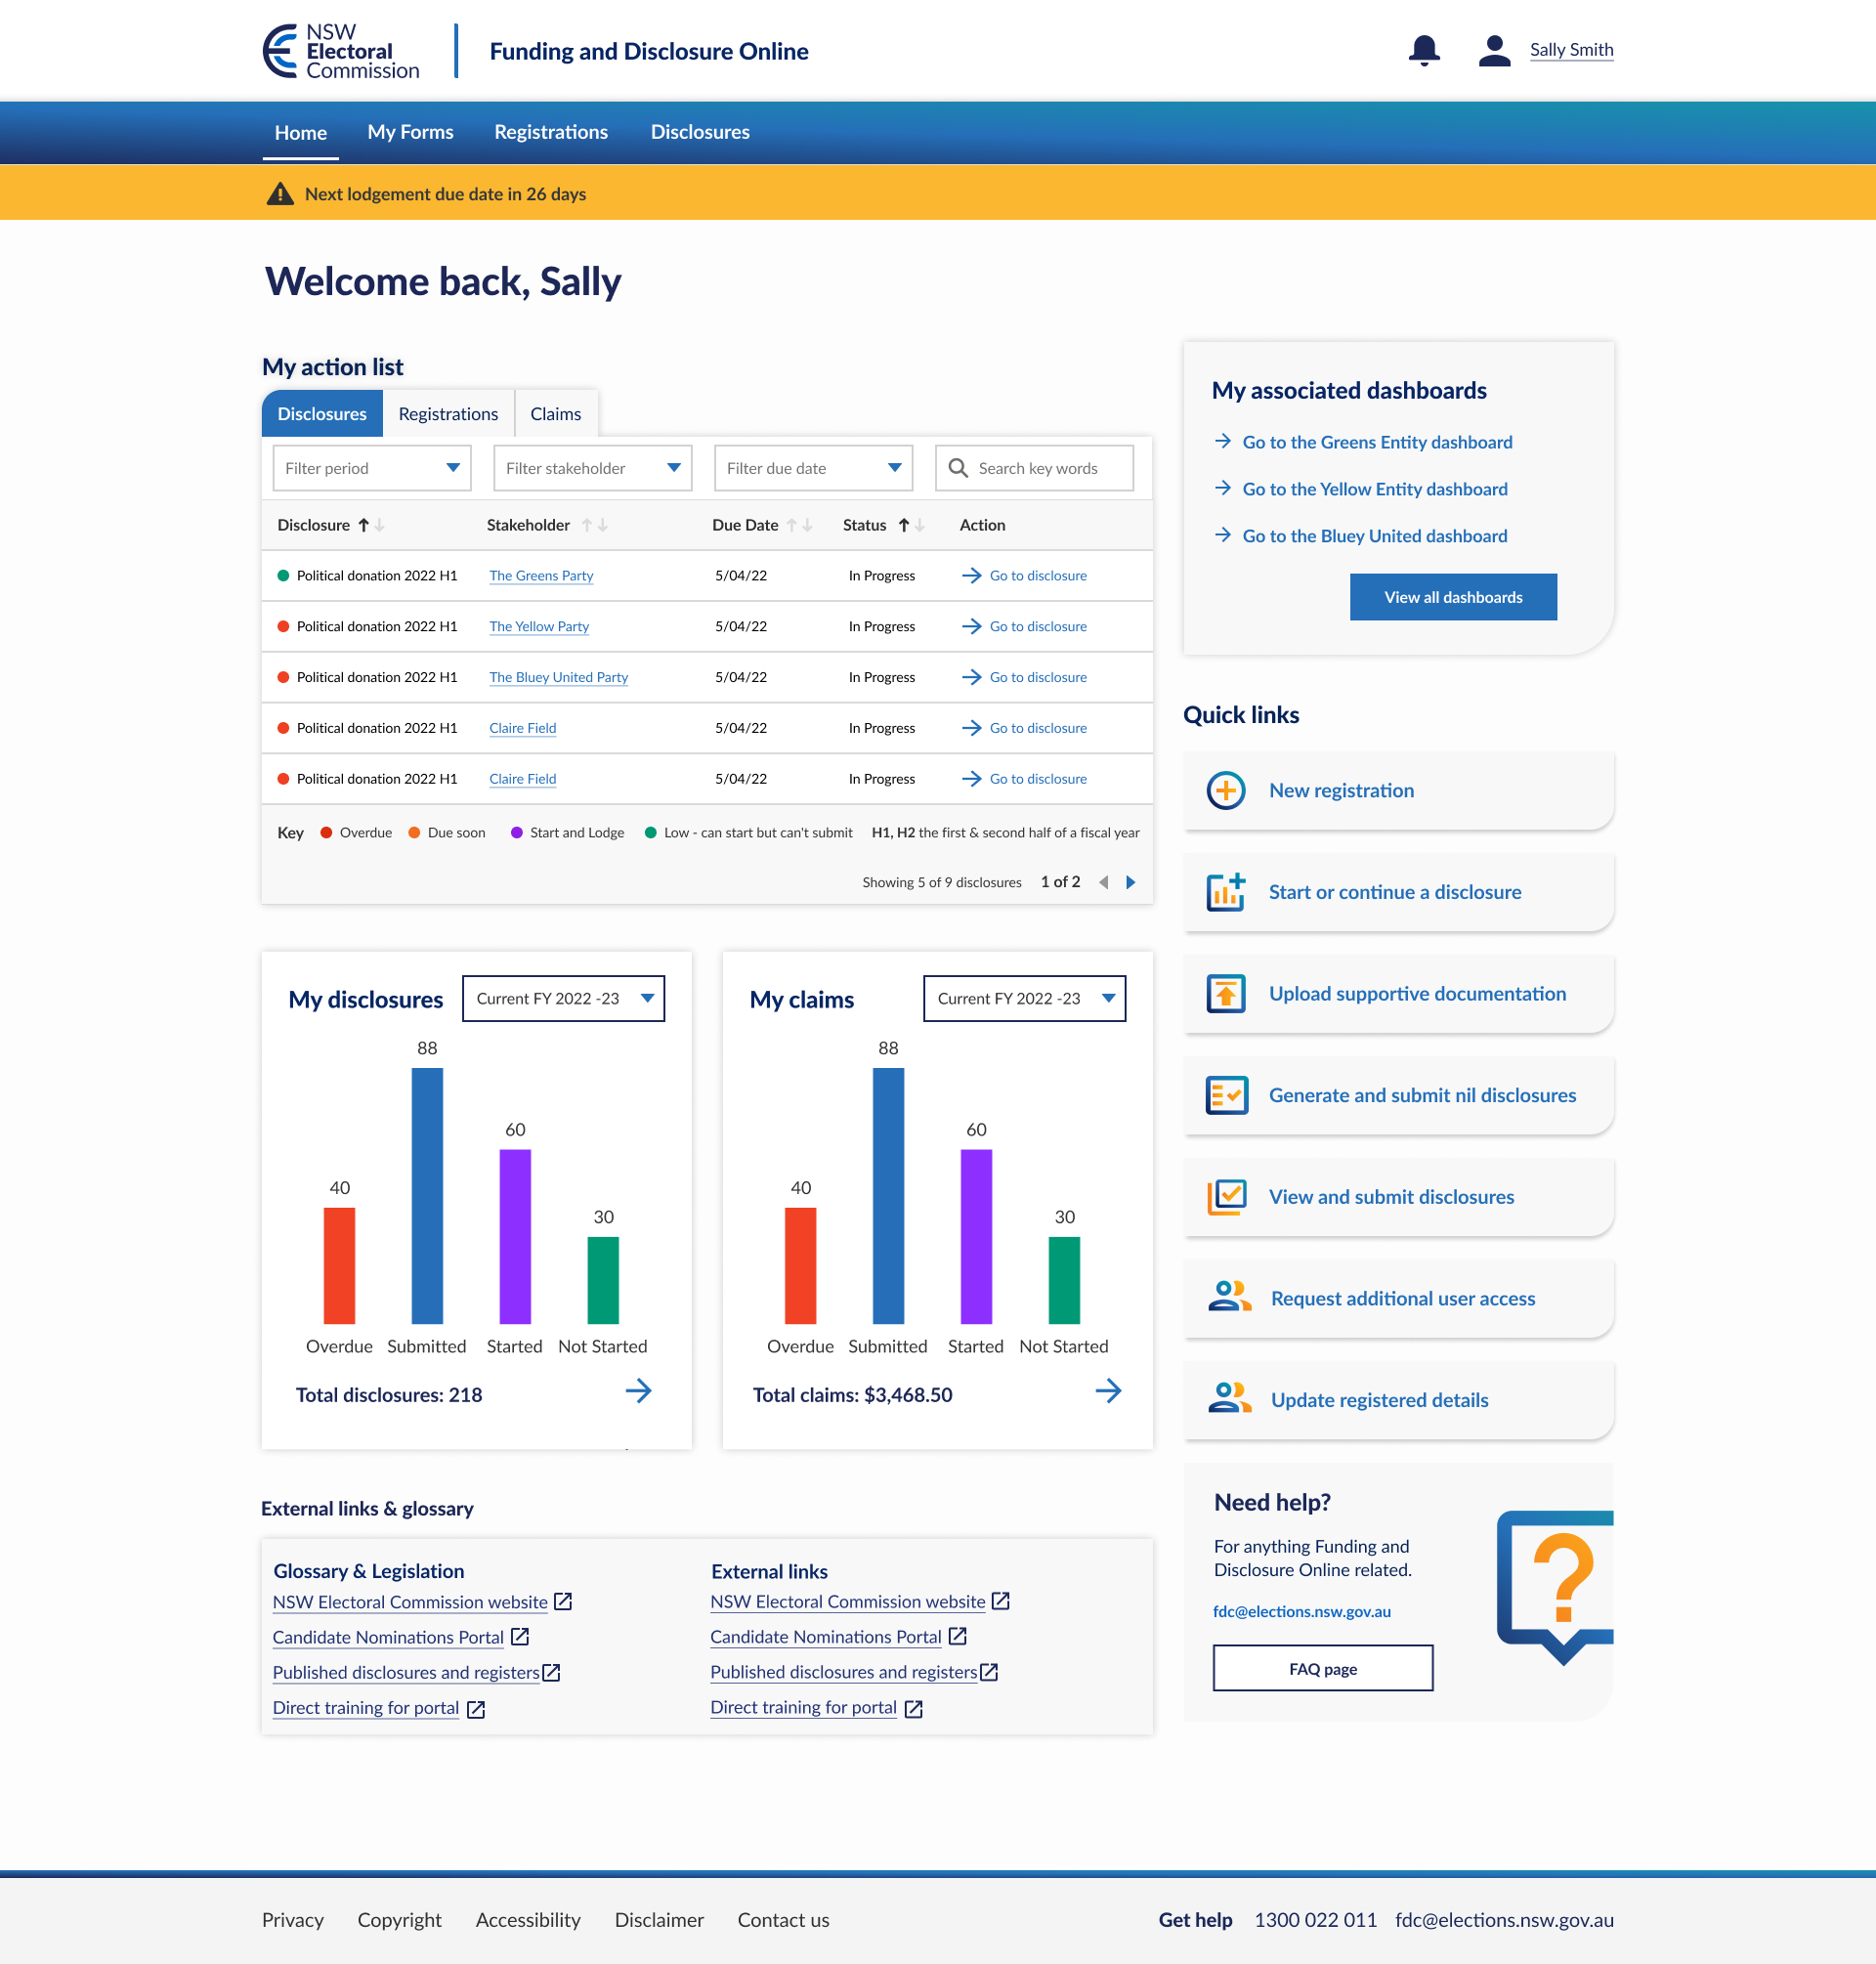 NSW
Electoral
Commission
Funding and Disclosure Online
Sally Smith
Home My Forms Registrations Disclosures
Next lodgement due date in 26 days
Welcome back, Sally
My action list
Disclosures Registrations Claims
Filter period Filter stakeholder Filter due date Search key words
Disclosure Stakeholder Due Date Status Action
Political donation 2022 H1 The Greens Party 5/04/22 In Progress Go to disclosure
Political donation 2022 H1 The Yellow Party 5/04/22 In Progress Go to disclosure
Political donation 2022 H1 The Bluey United Party 5/04/22 In Progress Go to disclosure
Political donation 2022 H1 Claire Field 5/04/22 In Progress Go to disclosure
Political donation 2022 H1 Claire Field 5/04/22 In Progress Go to disclosure
Key Overdue Due soon Start and Lodge Low - can start but can't submit H1, H2 the first & second half of a fiscal year
Showing 5 of 9 disclosures 1 of 2
My associated dashboards
Go to the Greens Entity dashboard
Go to the Yellow Entity dashboard
Go to the Bluey United dashboard
View all dashboards
Quick links
New registration
Start or continue a disclosure
Upload supportive documentation
Generate and submit nil disclosures
View and submit disclosures
Request additional user access
Update registered details
My disclosures Current FY 2022 -23
88
60
40
30
Overdue Submitted Started Not Started
Total disclosures: 218
My claims Current FY 2022 -23
88
60
40
30
Overdue Submitted Started Not Started
Total claims: $3,468.50
External links & glossary
Glossary & Legislation
NSW Electoral Commission website
Candidate Nominations Portal
Published disclosures and registers
Direct training for portal
External links
NSW Electoral Commission website
Candidate Nominations Portal
Published disclosures and registers
Direct training for portal
Need help?
For anything Funding and
Disclosure Online related.
fdc@elections.nsw.gov.au
FAQ page
?
Privacy Copyright Accessibility Disclaimer Contact us
Get help 1300 022 011 fdc@elections.nsw.gov.au